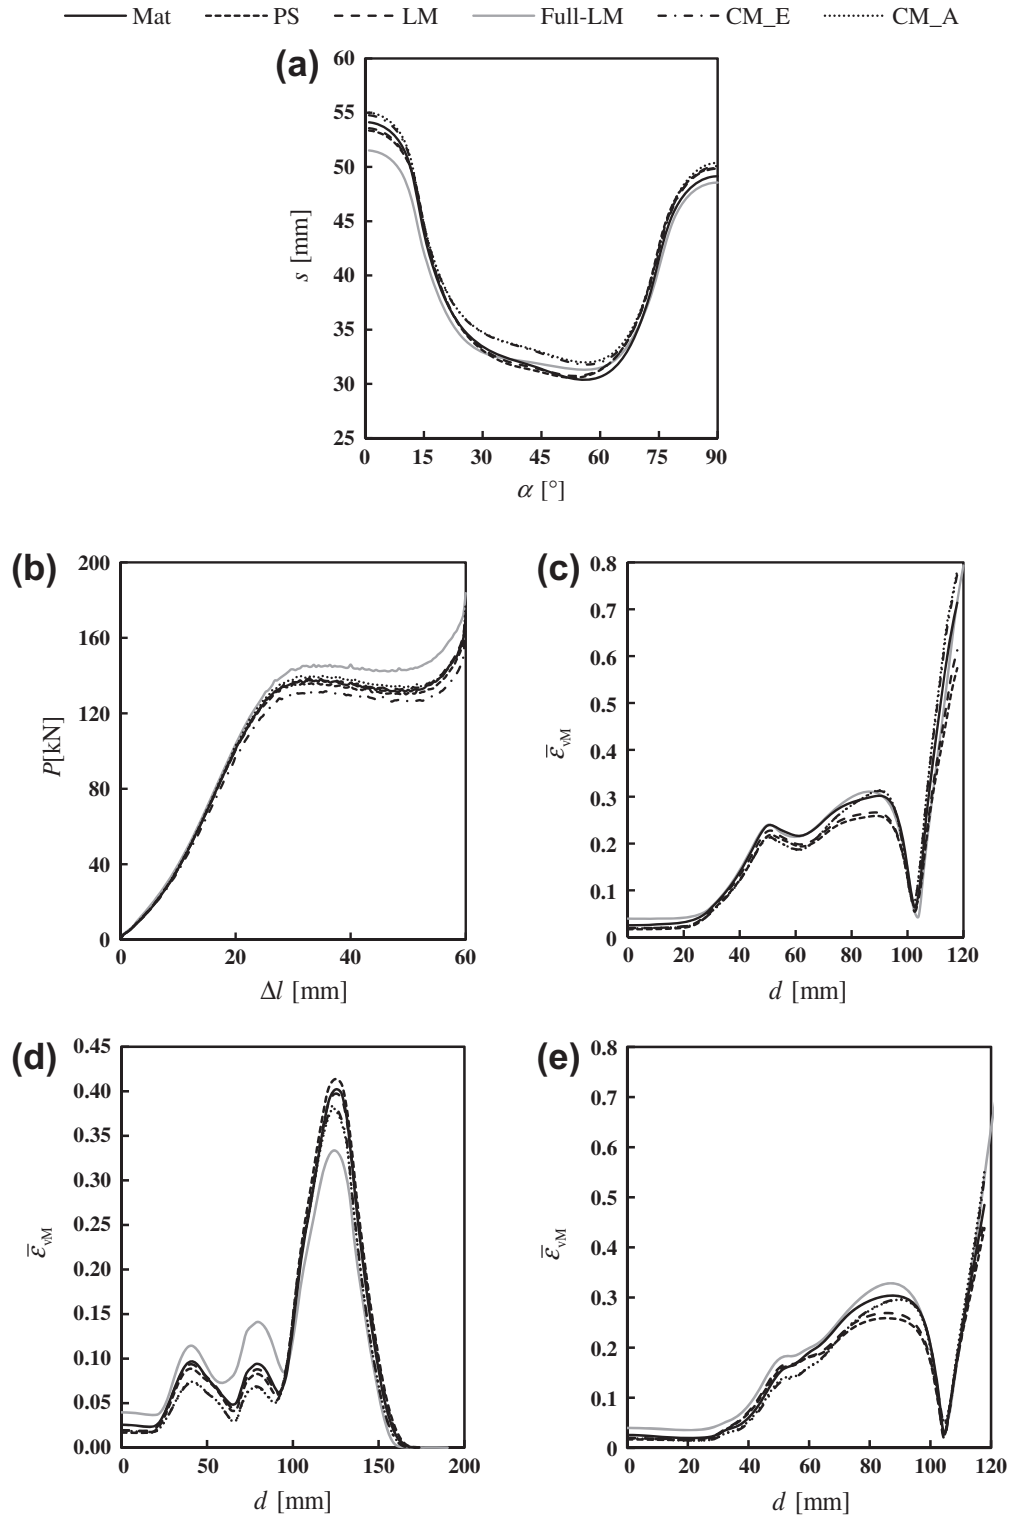 Mat PS LM Full-LM CM_E CM_A
(a)
60
55
50
45
40
35
30
25
s [mm]
0 15 30 45 60 75 90
α [°]
(b)
200
160
120
80
40
0
P[kN]
0 20 40 60
Δl [mm]
(c)
0.8
0.7
0.6
0.5
0.4
0.3
0.2
0.1
0
ε̅vM
0 20 40 60 80 100 120
d [mm]
(d)
0.45
0.40
0.35
0.30
0.25
0.20
0.15
0.10
0.05
0.00
ε̅vM
0 50 100 150 200
d [mm]
(e)
0.8
0.7
0.6
0.5
0.4
0.3
0.2
0.1
0
ε̅vM
0 20 40 60 80 100 120
d [mm]